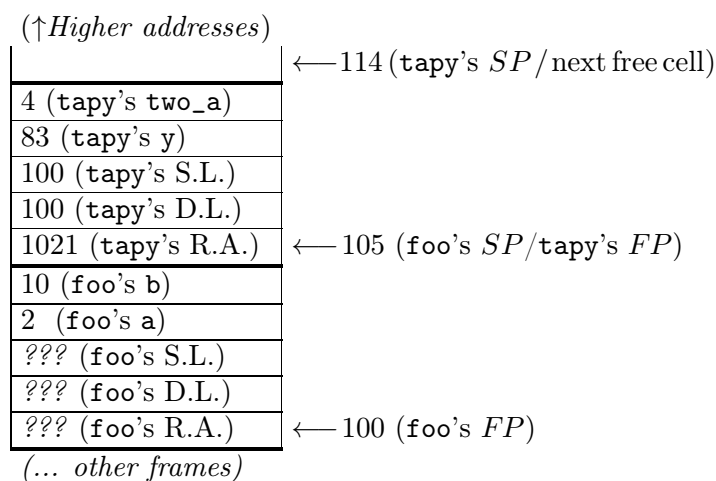 (↑Higher addresses)
←114 (tapy's SP/next free cell)
4 (tapy's two_a)
83 (tapy's y)
100 (tapy's S.L.)
100 (tapy's D.L.)
1021 (tapy's R.A.) ←105 (foo's SP/tapy's FP)
10 (foo's b)
2 (foo's a)
??? (foo's S.L.)
??? (foo's D.L.)
??? (foo's R.A.) ←100 (foo's FP)
(... other frames)